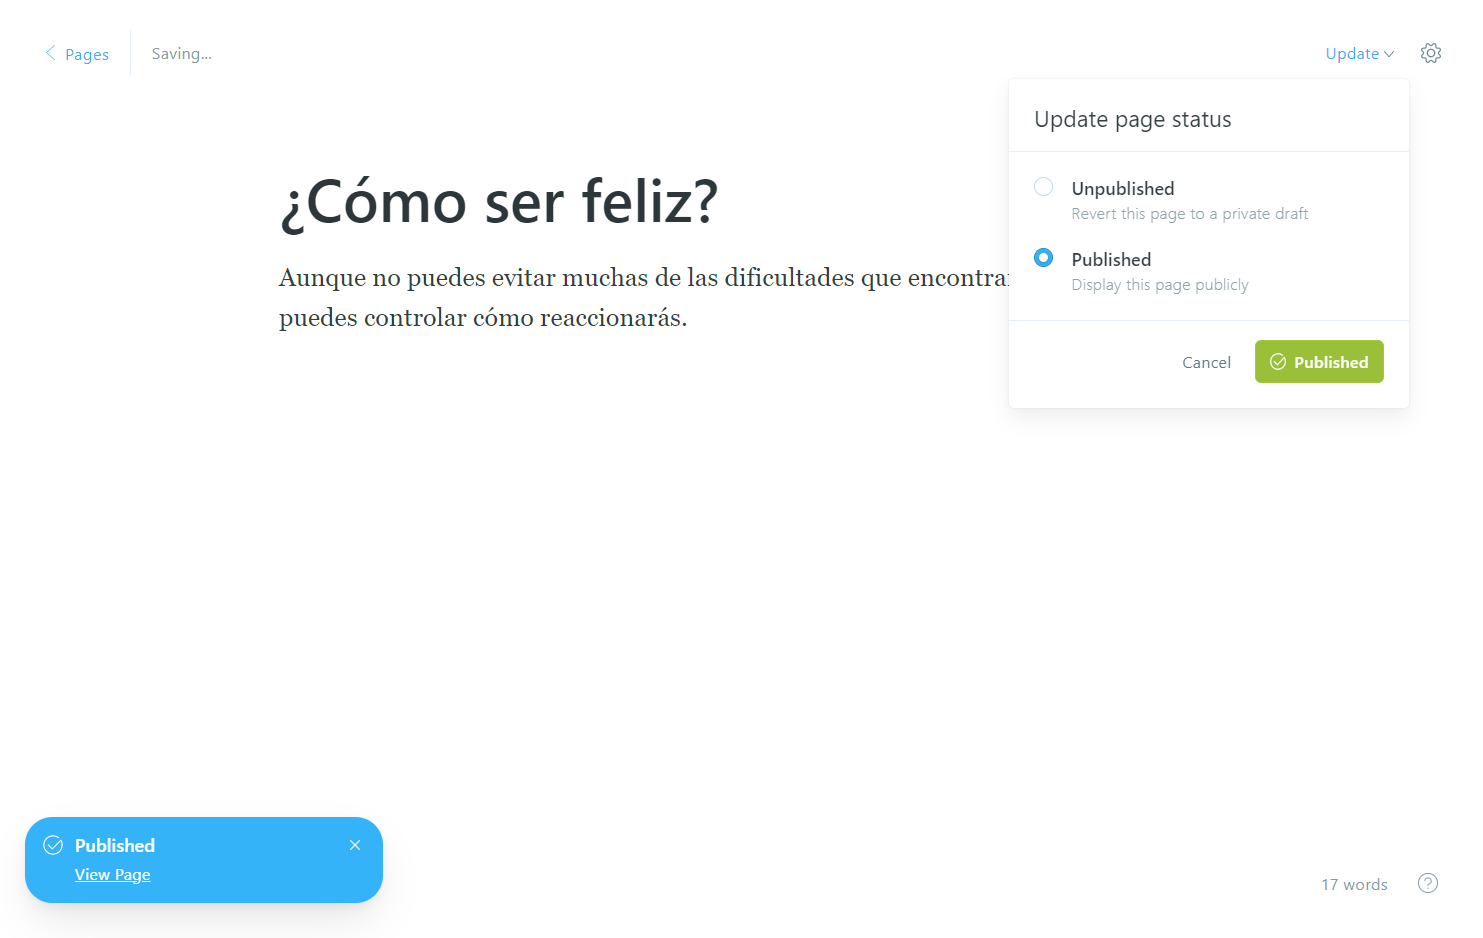 Pages
Saving...
Update
Update page status
¿Cómo ser feliz?
Unpublished
Revert this page to a private draft
Published
Display this page publicly
Aunque no puedes evitar muchas de las dificultades que
puedes controlar cómo reaccionarás.
Cancel
Published
Published
View Page
17 words